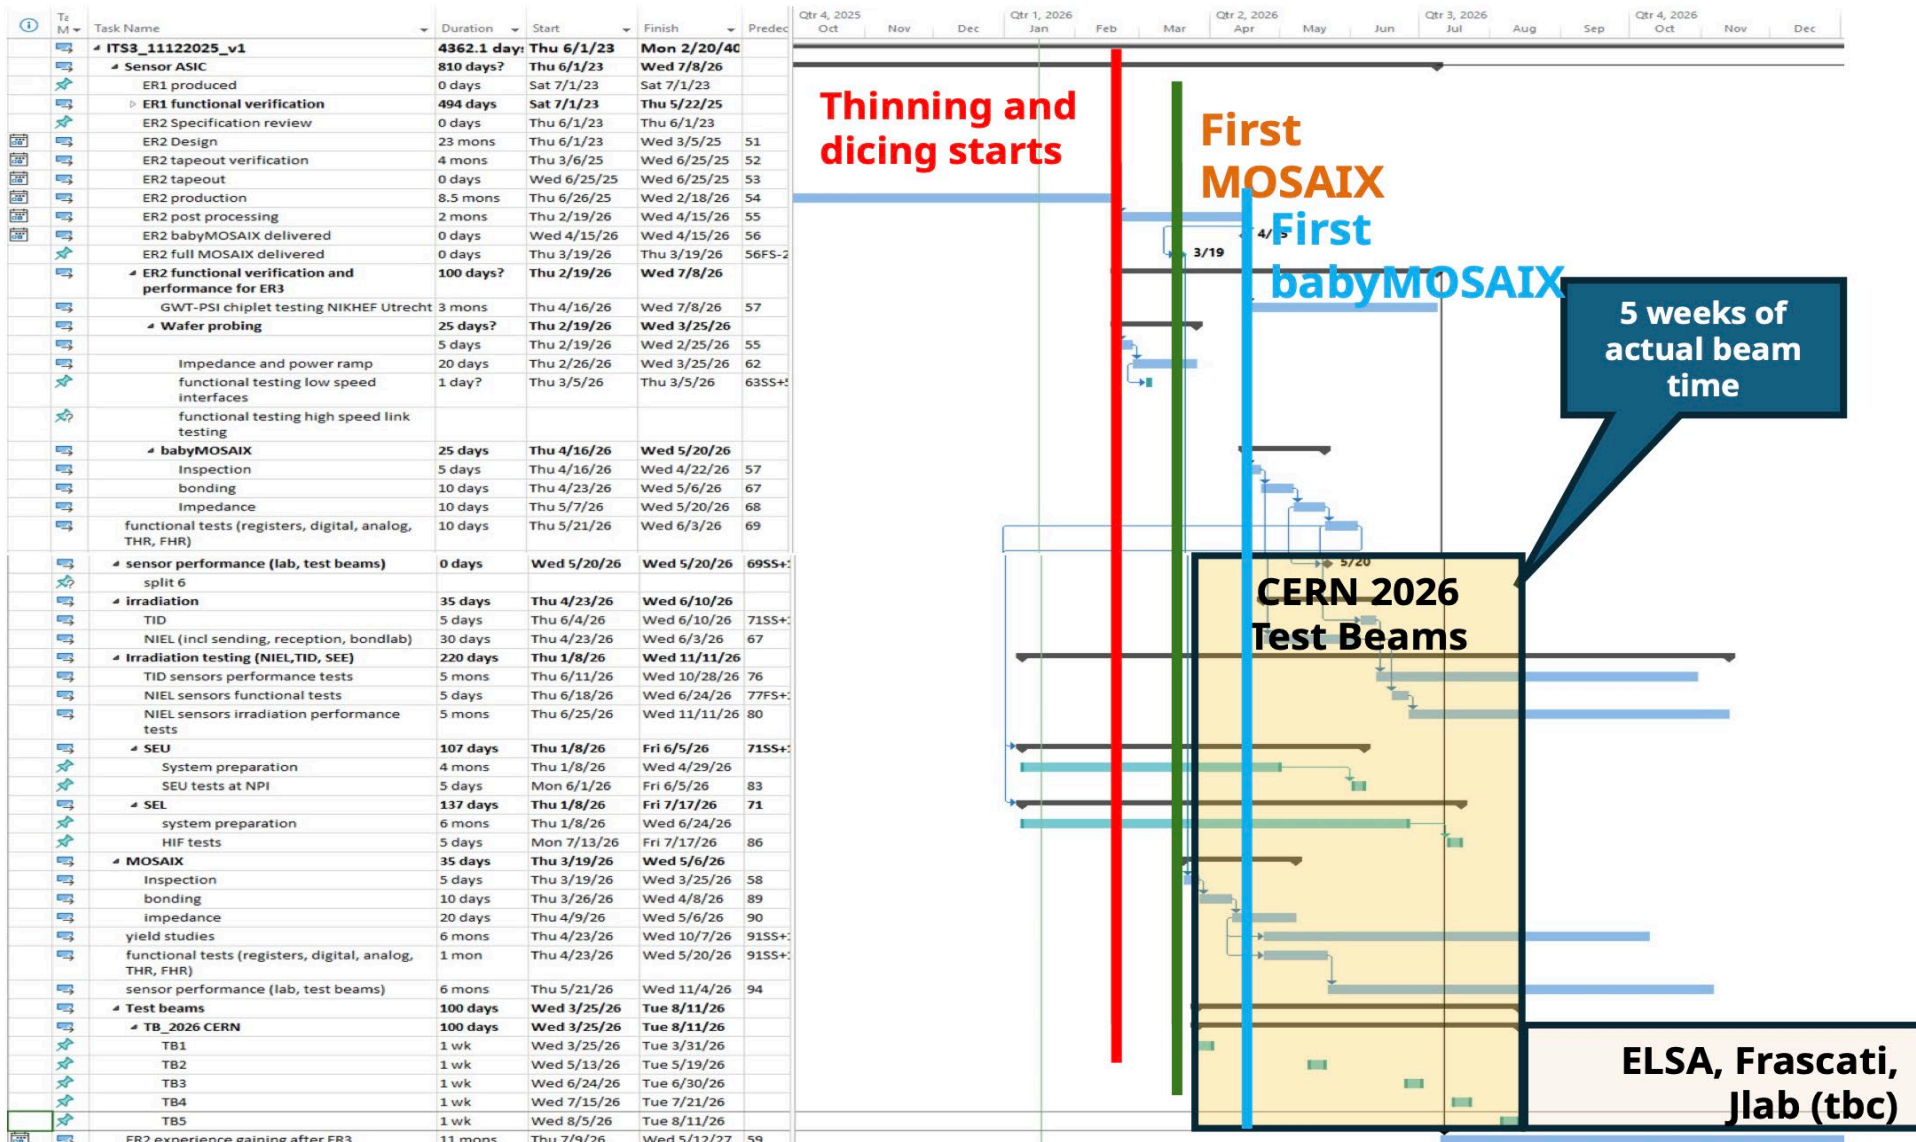 Qtr 4, 2025 Qtr 1, 2026 Qtr 2, 2026 Qtr 3, 2026 Qtr 4, 2026
Task Name Duration Start Finish Predec Oct Nov Dec Jan Feb Mar Apr May Jun Jul Aug Sep Oct Nov Dec
ITS3_11122025_v1 4362.1 day: Thu 6/1/23 Mon 2/20/40
Sensor ASIC 810 days? Thu 6/1/23 Wed 7/8/26
ER1 produced 0 days Sat 7/1/23 Sat 7/1/23
ER1 functional verification 494 days Sat 7/1/23 Thu 5/22/25
ER2 Specification review 0 days Thu 6/1/23 Thu 6/1/23
ER2 Design 23 mons Thu 6/1/23 Wed 3/5/25 51
ER2 tapeout verification 4 mons Thu 3/6/25 Wed 6/25/25 52
ER2 tapeout 0 days Wed 6/25/25 Wed 6/25/25 53
ER2 production 8.5 mons Thu 6/26/25 Wed 2/18/26 54
ER2 post processing 2 mons Thu 2/19/26 Wed 4/15/26 55
ER2 babyMOSAIX delivered 0 days Wed 4/15/26 Wed 4/15/26 56
ER2 full MOSAIX delivered 0 days Thu 3/19/26 Thu 3/19/26 56FS-2 3/19
ER2 functional verification and 100 days? Thu 2/19/26 Wed 7/8/26
performance for ER3
GWT-PSI chiplet testing NIKHEF Utrecht 3 mons Thu 4/16/26 Wed 7/8/26 57
Wafer probing 25 days? Thu 2/19/26 Wed 3/25/26
5 days Thu 2/19/26 Wed 2/25/26 55
Impedance and power ramp 20 days Thu 2/26/26 Wed 3/25/26 62
functional testing low speed 1 day? Thu 3/5/26 Thu 3/5/26 63SS+5
interfaces
functional testing high speed link
testing
babyMOSAIX 25 days Thu 4/16/26 Wed 5/20/26
Inspection 5 days Thu 4/16/26 Wed 4/22/26 57
bonding 10 days Thu 4/23/26 Wed 5/6/26 67
Impedance 10 days Thu 5/7/26 Wed 5/20/26 68
functional tests (registers, digital, analog, 10 days Thu 5/21/26 Wed 6/3/26 69
THR, FHR)
sensor performance (lab, test beams) 0 days Wed 5/20/26 Wed 5/20/26 69SS+: 5/20
split 6
irradiation 35 days Thu 4/23/26 Wed 6/10/26
TID 5 days Thu 6/4/26 Wed 6/10/26 71SS+:
NIEL (incl sending, reception, bondlab) 30 days Thu 4/23/26 Wed 6/3/26 67
Irradiation testing (NIEL,TID, SEE) 220 days Thu 1/8/26 Wed 11/11/26
TID sensors performance tests 5 mons Thu 6/11/26 Wed 10/28/26 76
NIEL sensors functional tests 5 days Thu 6/18/26 Wed 6/24/26 77FS+:
NIEL sensors irradiation performance 5 mons Thu 6/25/26 Wed 11/11/26 80
tests
SEU 107 days Thu 1/8/26 Fri 6/5/26 71SS+:
System preparation 4 mons Thu 1/8/26 Wed 4/29/26
SEU tests at NPI 5 days Mon 6/1/26 Fri 6/5/26 83
SEL 137 days Thu 1/8/26 Fri 7/17/26 71
system preparation 6 mons Thu 1/8/26 Wed 6/24/26
HIF tests 5 days Mon 7/13/26 Fri 7/17/26 86
MOSAIX 35 days Thu 3/19/26 Wed 5/6/26
Inspection 5 days Thu 3/19/26 Wed 3/25/26 58
bonding 10 days Thu 3/26/26 Wed 4/8/26 89
impedance 20 days Thu 4/9/26 Wed 5/6/26 90
yield studies 6 mons Thu 4/23/26 Wed 10/7/26 91SS+:
functional tests (registers, digital, analog, 1 mon Thu 4/23/26 Wed 5/20/26 91SS+:
THR, FHR)
sensor performance (lab, test beams) 6 mons Thu 5/21/26 Wed 11/4/26 94
Test beams 100 days Wed 3/25/26 Tue 8/11/26
TB_2026 CERN 100 days Wed 3/25/26 Tue 8/11/26
TB1 1 wk Wed 3/25/26 Tue 3/31/26
TB2 1 wk Wed 5/13/26 Tue 5/19/26
TB3 1 wk Wed 6/24/26 Tue 6/30/26
TB4 1 wk Wed 7/15/26 Tue 7/21/26
TB5 1 wk Wed 8/5/26 Tue 8/11/26
ER2 experience gaining after ER3 11 mons Thu 7/9/26 Wed 5/12/27 59
Thinning and
dicing starts
First
MOSAIX
First
babyMOSAIX
5 weeks of
actual beam
time
CERN 2026
Test Beams
ELSA, Frascati,
Jlab (tbc)